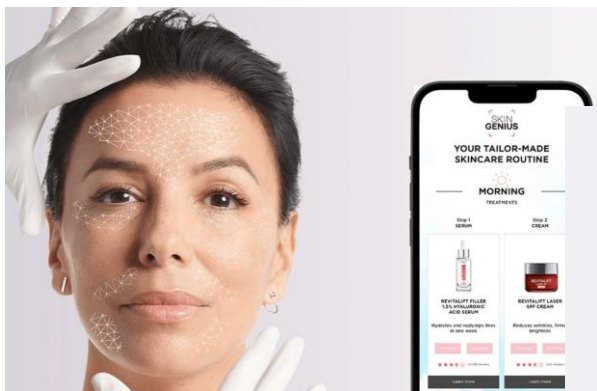 SKIN
GENIUS
YOUR TAILOR-MADE
SKINCARE ROUTINE
MORNING
TREATMENTS
Step 1
SERUM
Step 2
CREAM
REVITALIFT FILLER
1.5% HYALURONIC
ACID SERUM
REVITALIFT LASER
SPF CREAM
Hydrates and replumps lines
in one week
Reduces wrinkles, firms
brightens
Learn more
Learn more